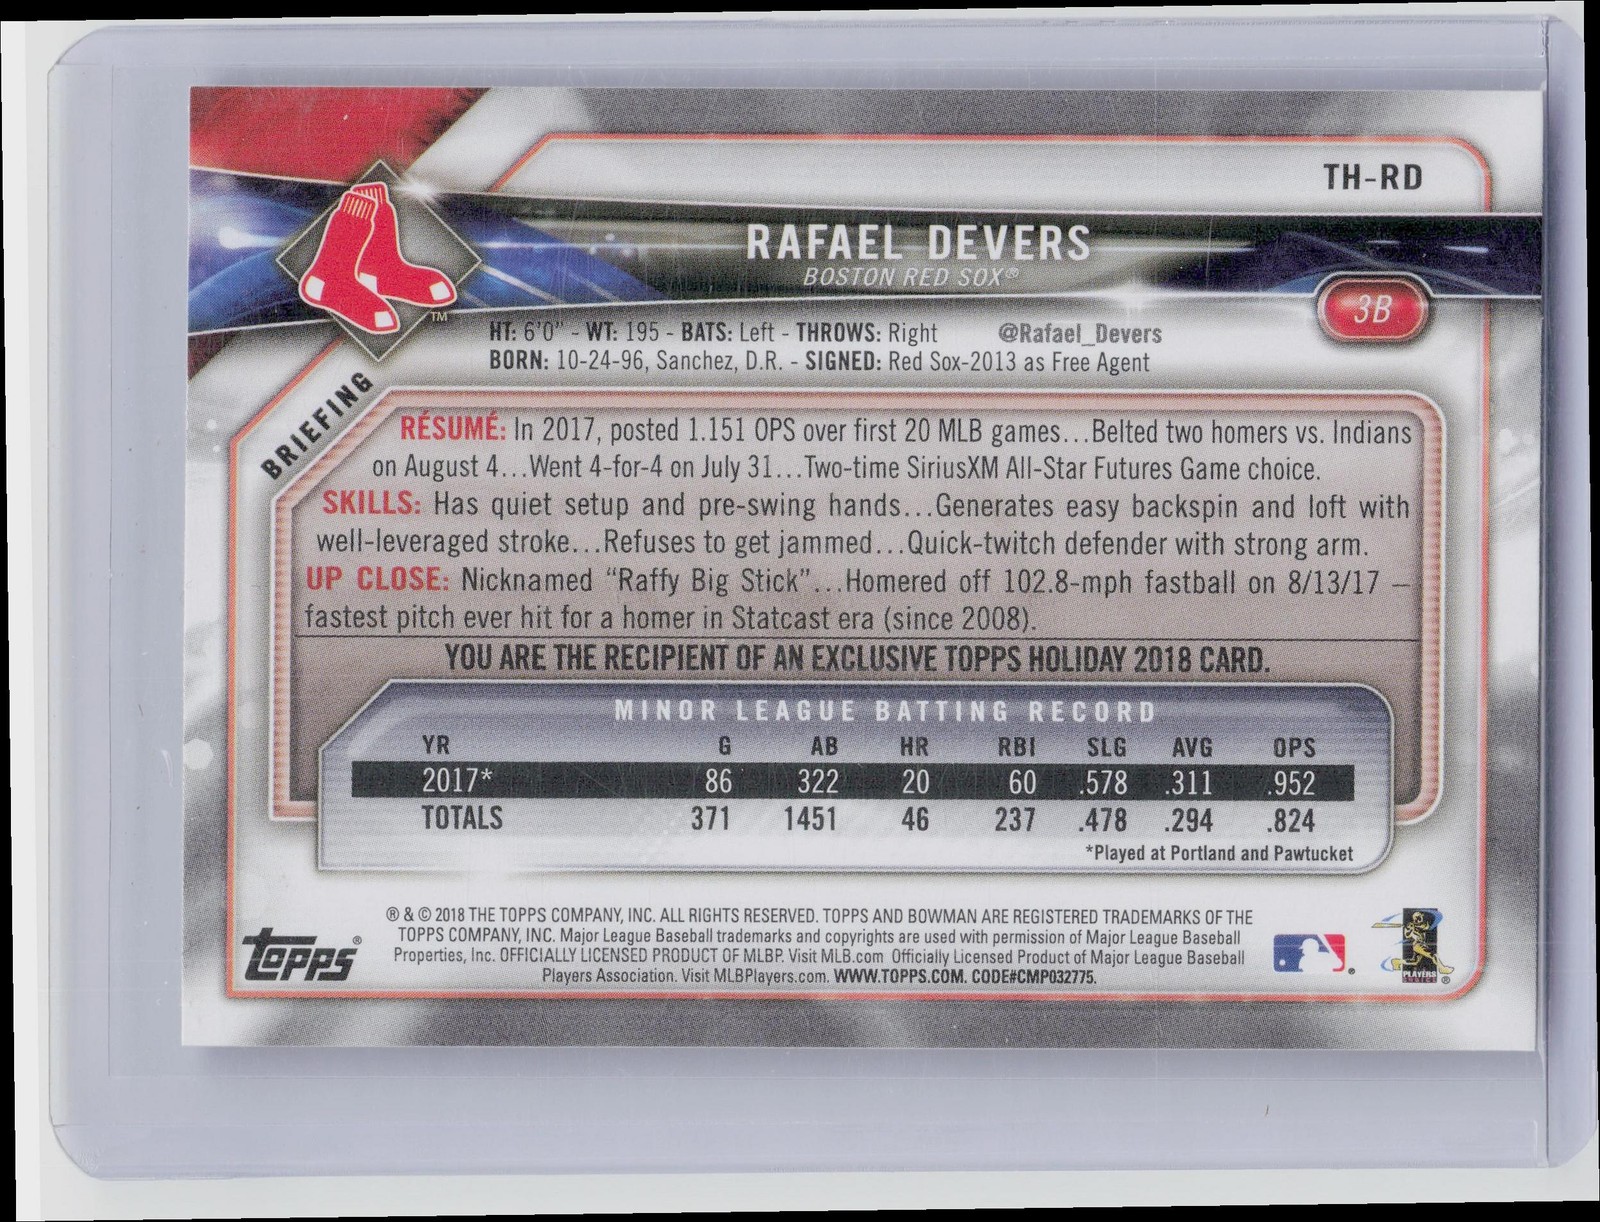 TH-RD
RAFAEL DEVERS
BOSTON RED SOX®
3B
TM
HT: 6'0" - WT: 195 - BATS: Left - THROWS: Right @Rafael_Devers
BORN: 10-24-96, Sanchez, D.R. - SIGNED: Red Sox-2013 as Free Agent
BRIEFING
RÉSUMÉ: In 2017, posted 1.151 OPS over first 20 MLB games...Belted two homers vs. Indians
on August 4...Went 4-for-4 on July 31...Two-time SiriusXM All-Star Futures Game choice.
SKILLS: Has quiet setup and pre-swing hands...Generates easy backspin and loft with
well-leveraged stroke...Refuses to get jammed...Quick-twitch defender with strong arm.
UP CLOSE: Nicknamed “Raffy Big Stick”...Homered off 102.8-mph fastball on 8/13/17 –
fastest pitch ever hit for a homer in Statcast era (since 2008).
YOU ARE THE RECIPIENT OF AN EXCLUSIVE TOPPS HOLIDAY 2018 CARD.
MINOR LEAGUE BATTING RECORD
YR G AB HR RBI SLG AVG OPS
2017* 86 322 20 60 .578 .311 .952
TOTALS 371 1451 46 237 .478 .294 .824
*Played at Portland and Pawtucket
® & © 2018 THE TOPPS COMPANY, INC. ALL RIGHTS RESERVED. TOPPS AND BOWMAN ARE REGISTERED TRADEMARKS OF THE
TOPPS COMPANY, INC. Major League Baseball trademarks and copyrights are used with permission of Major League Baseball
Properties, Inc. OFFICIALLY LICENSED PRODUCT OF MLBP. Visit MLB.com Officially Licensed Product of Major League Baseball
Players Association. Visit MLBPlayers.com. WWW.TOPPS.COM. CODE#CMP032775.
Topps®
PLAYERS
CHOICE ®